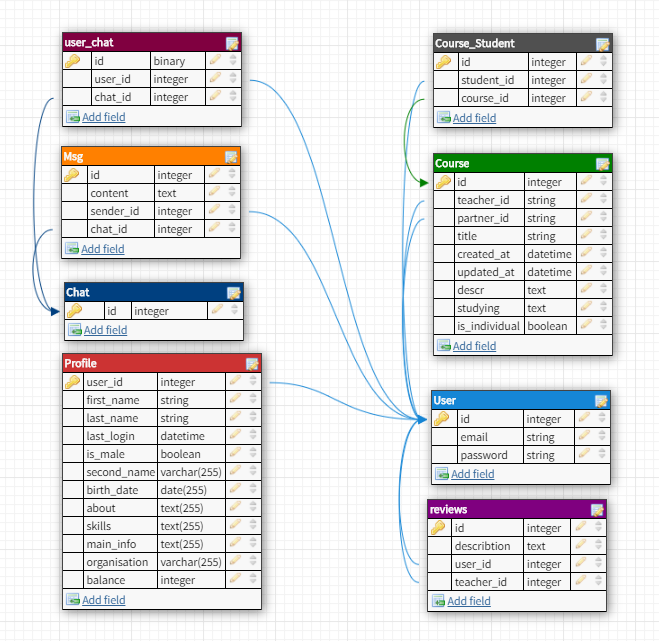 user_chat
id binary
user_id integer
chat_id integer
Add field
Msg
id integer
content text
sender_id integer
chat_id integer
Add field
Chat
id integer
Add field
Profile
user_id integer
first_name string
last_name string
last_login datetime
is_male boolean
second_name varchar(255)
birth_date date(255)
about text(255)
skills text(255)
main_info text(255)
organisation varchar(255)
balance integer
Add field
Course_Student
id integer
student_id integer
course_id integer
Add field
Course
id integer
teacher_id string
partner_id string
title string
created_at datetime
updated_at datetime
descr text
studying text
is_individual boolean
Add field
User
id integer
email string
password string
Add field
reviews
id integer
describtion text
user_id integer
teacher_id integer
Add field